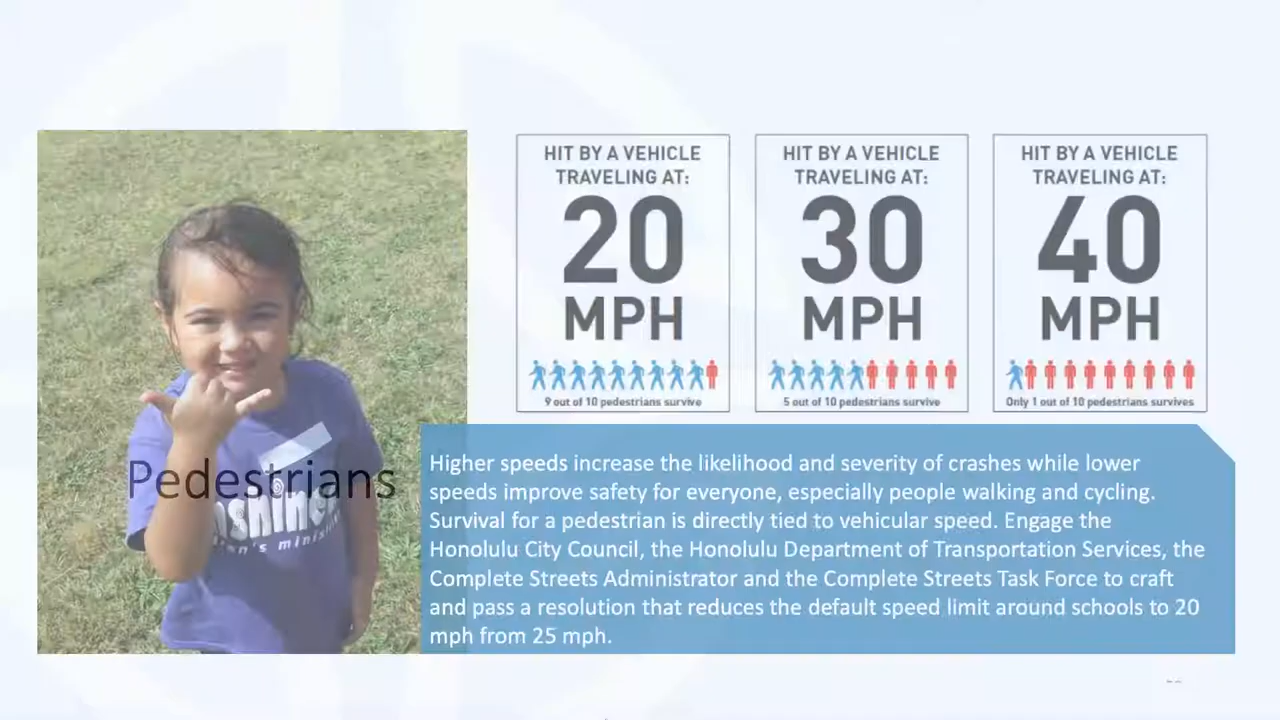 HIT BY A VEHICLE
TRAVELING AT:
20
MPH
9 out of 10 pedestrians survive
HIT BY A VEHICLE
TRAVELING AT:
30
MPH
5 out of 10 pedestrians survive
HIT BY A VEHICLE
TRAVELING AT:
40
MPH
Only 1 out of 10 pedestrians survives
Pedestrians
Higher speeds increase the likelihood and severity of crashes while lower
speeds improve safety for everyone, especially people walking and cycling.
Survival for a pedestrian is directly tied to vehicular speed. Engage the
Honolulu City Council, the Honolulu Department of Transportation Services, the
Complete Streets Administrator and the Complete Streets Task Force to craft
and pass a resolution that reduces the default speed limit around schools to 20
mph from 25 mph.